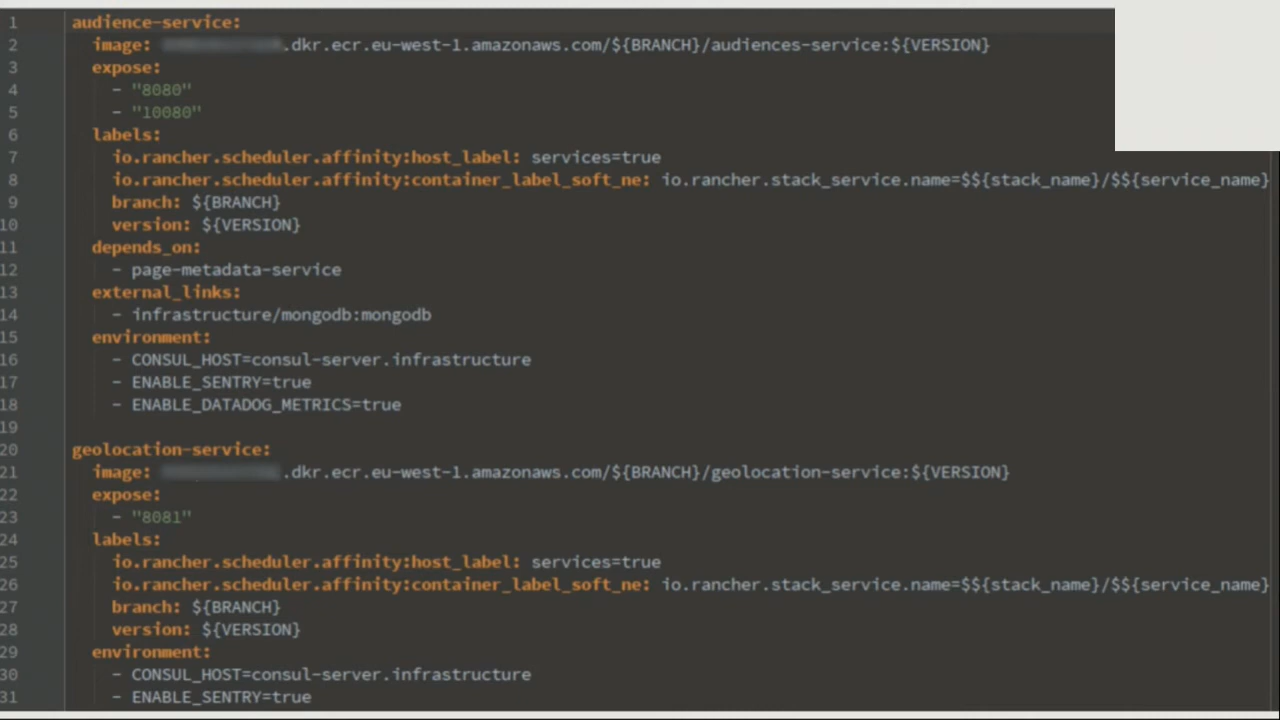 1 audience-service:
2 image: .dkr.ecr.eu-west-1.amazonaws.com/${BRANCH}/audiences-service:${VERSION}
3 expose:
4 - "8080"
5 - "10080"
6 labels:
7 io.rancher.scheduler.affinity:host_label: services=true
8 io.rancher.scheduler.affinity:container_label_soft_ne: io.rancher.stack_service.name=$${stack_name}/$${service_name}
9 branch: ${BRANCH}
10 version: ${VERSION}
11 depends_on:
12 - page-metadata-service
13 external_links:
14 - infrastructure/mongodb:mongodb
15 environment:
16 - CONSUL_HOST=consul-server.infrastructure
17 - ENABLE_SENTRY=true
18 - ENABLE_DATADOG_METRICS=true
19
20 geolocation-service:
21 image: .dkr.ecr.eu-west-1.amazonaws.com/${BRANCH}/geolocation-service:${VERSION}
22 expose:
23 - "8081"
24 labels:
25 io.rancher.scheduler.affinity:host_label: services=true
26 io.rancher.scheduler.affinity:container_label_soft_ne: io.rancher.stack_service.name=$${stack_name}/$${service_name}
27 branch: ${BRANCH}
28 version: ${VERSION}
29 environment:
30 - CONSUL_HOST=consul-server.infrastructure
31 - ENABLE_SENTRY=true